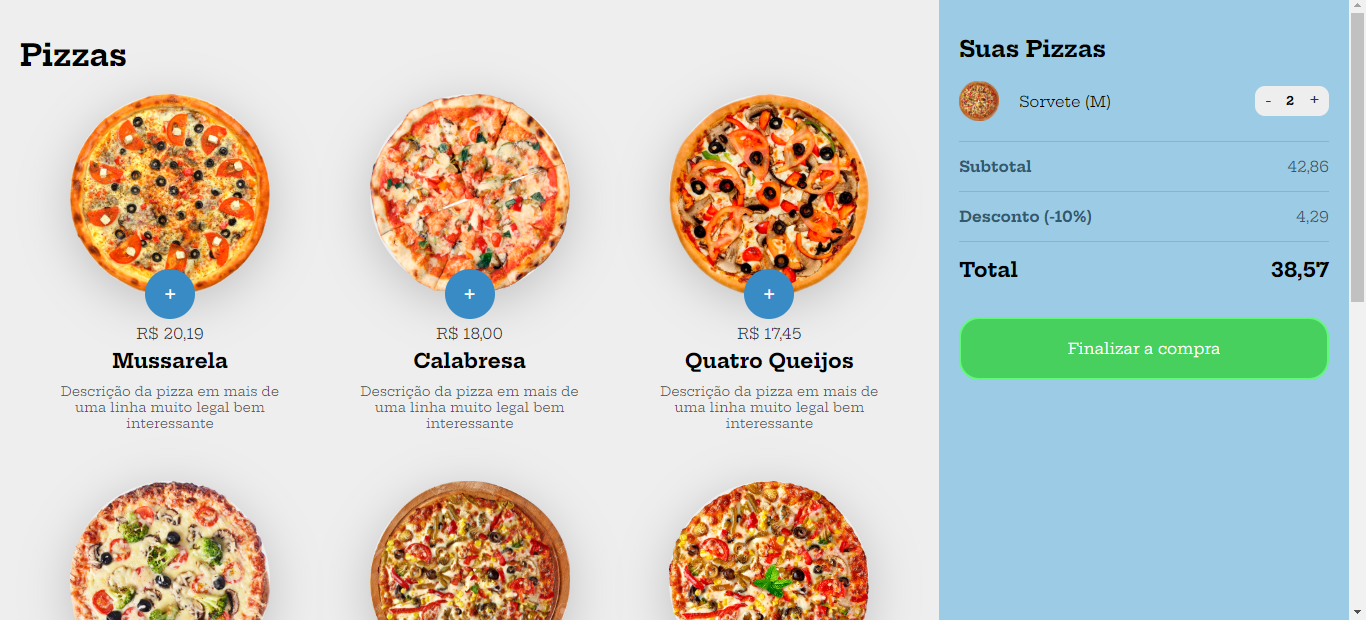 Pizzas
+
R$ 20,19
Mussarela
Descrição da pizza em mais de
uma linha muito legal bem
interessante
+
R$ 18,00
Calabresa
Descrição da pizza em mais de
uma linha muito legal bem
interessante
+
R$ 17,45
Quatro Queijos
Descrição da pizza em mais de
uma linha muito legal bem
interessante
Suas Pizzas
Sorvete (M) - 2 +
Subtotal 42,86
Desconto (-10%) 4,29
Total 38,57
Finalizar a compra